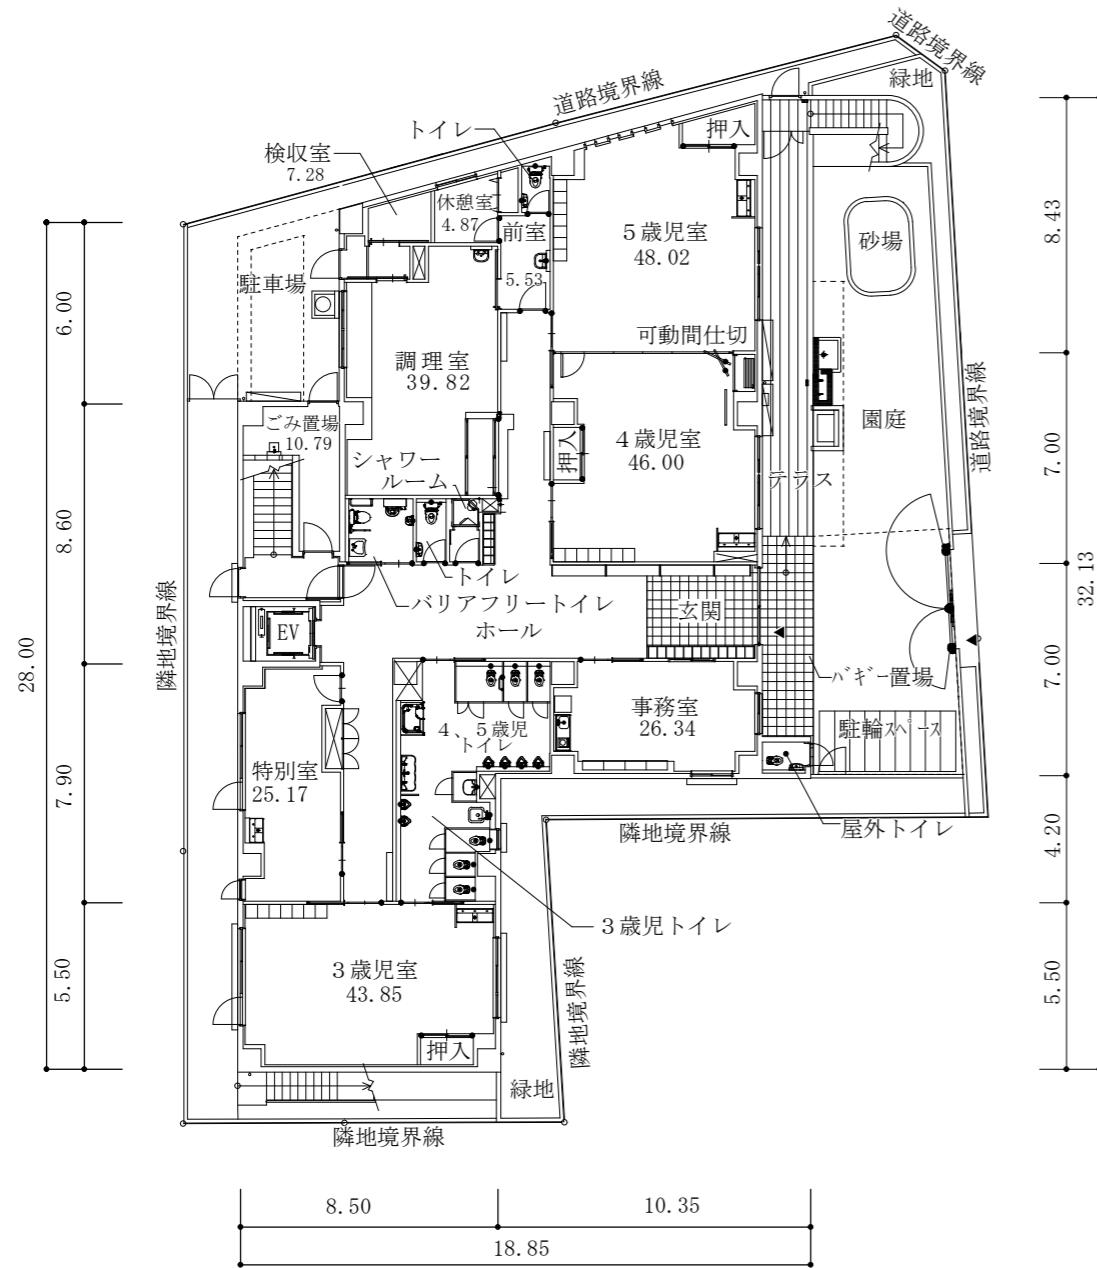 道路境界線
緑地
道路境界線
トイレ
押入
検収室
7.28
休憩室
4.87
前室
5.53
5歳児室
48.02
砂場
8.43
6.00
駐車場
可動間仕切
調理室
39.82
道路境界線
ごみ置場
10.79
4歳児室
46.00
園庭
7.00
シャワー
ルーム
押入
テラス
8.60
トイレ
バリアフリートイレ
玄関
32.13
隣地境界線
EV
ホール
28.00
バギー置場
7.00
事務室
26.34
駐輪スペース
4、5歳児
トイレ
特別室
25.17
7.90
隣地境界線
屋外トイレ
4.20
3歳児トイレ
3歳児室
43.85
5.50
隣地境界線
5.50
押入
緑地
隣地境界線
8.50
10.35
18.85